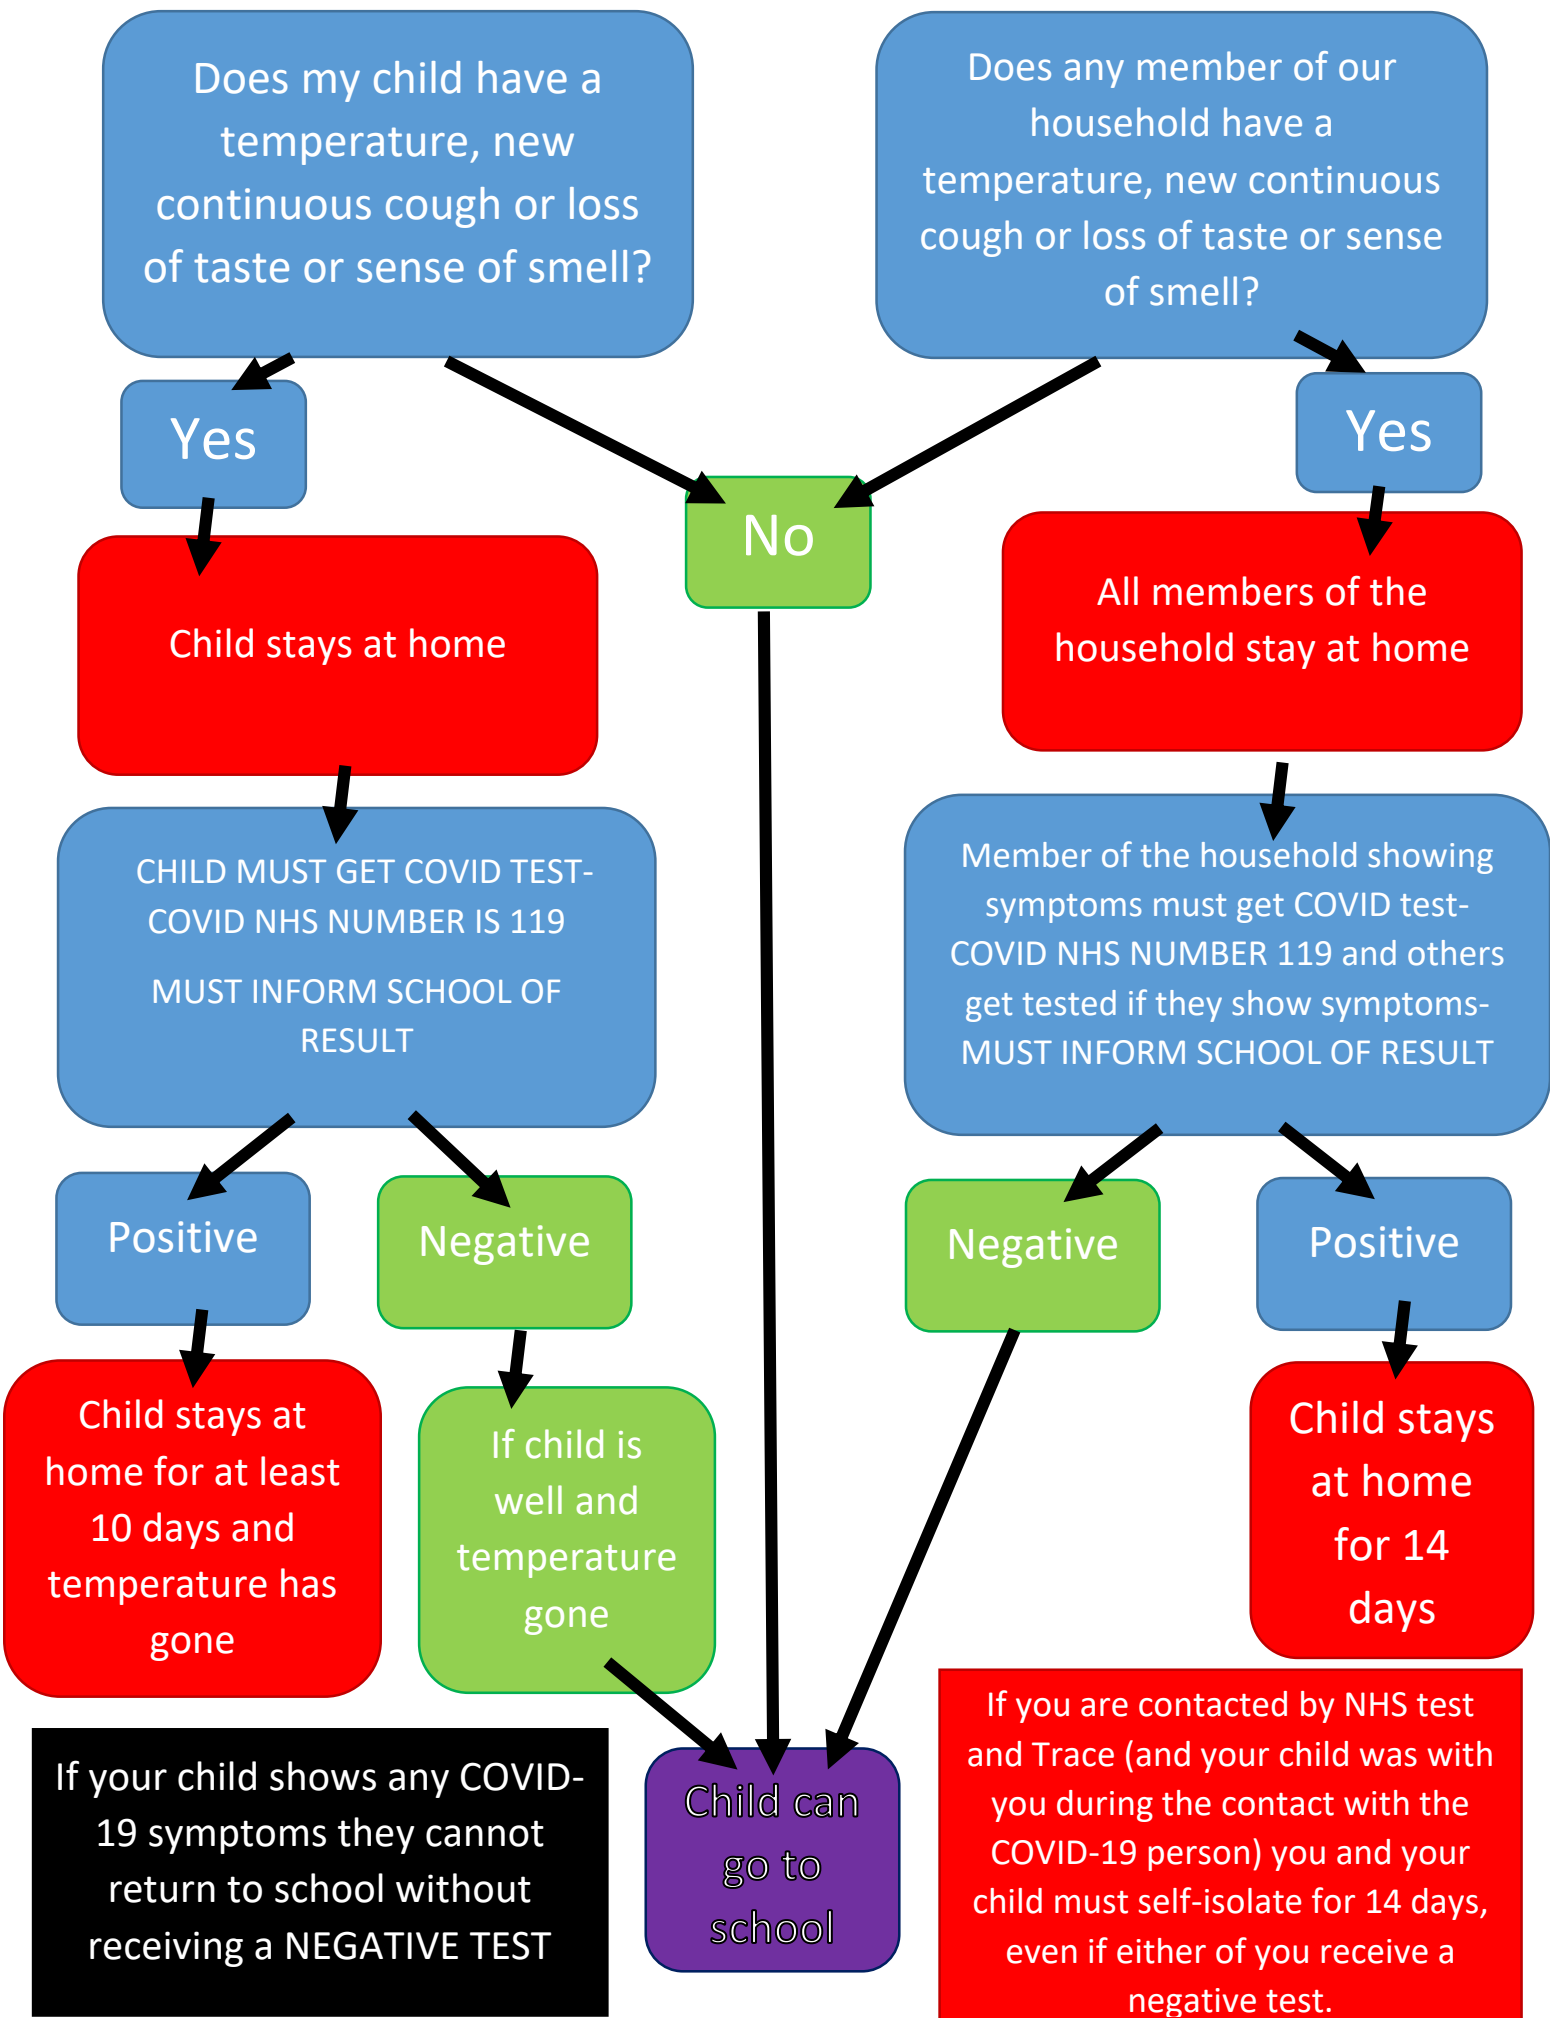 Does my child have a
temperature, new
continuous cough or loss
of taste or sense of smell?
Does any member of our
household have a
temperature, new continuous
cough or loss of taste or sense
of smell?
Yes
Yes
No
Child stays at home
All members of the
household stay at home
CHILD MUST GET COVID TEST-
COVID NHS NUMBER IS 119
MUST INFORM SCHOOL OF
RESULT
Member of the household showing
symptoms must get COVID test-
COVID NHS NUMBER 119 and others
get tested if they show symptoms-
MUST INFORM SCHOOL OF RESULT
Positive
Negative
Negative
Positive
Child stays at
home for at least
10 days and
temperature has
gone
If child is
well and
temperature
gone
Child stays
at home
for 14
days
If your child shows any COVID-
19 symptoms they cannot
return to school without
receiving a NEGATIVE TEST
Child can
go to
school
If you are contacted by NHS test
and Trace (and your child was with
you during the contact with the
COVID-19 person) you and your
child must self-isolate for 14 days,
even if either of you receive a
negative test.